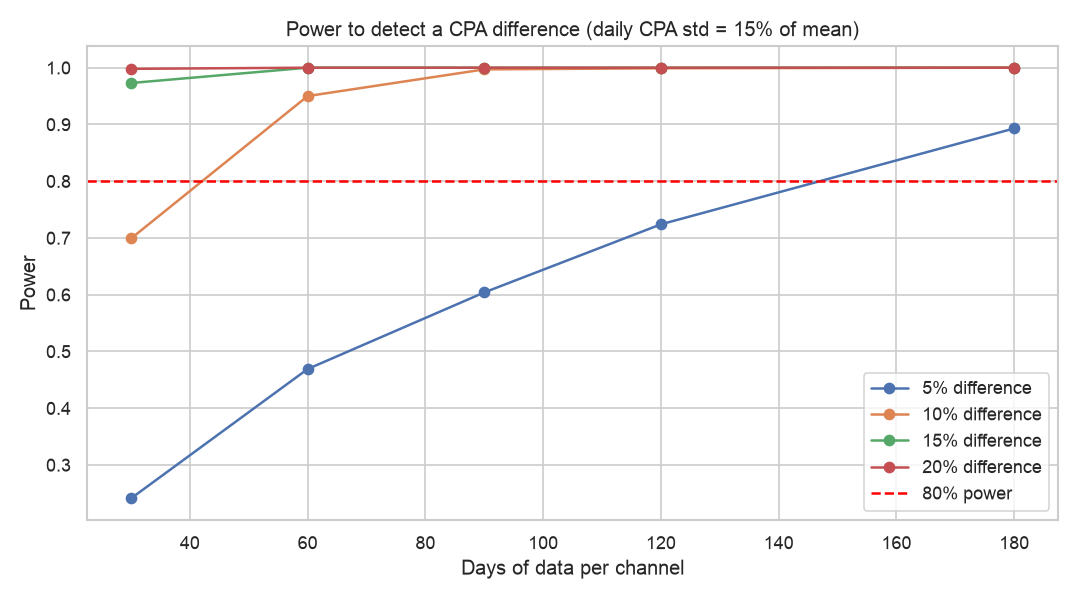 Power to detect a CPA difference (daily CPA std = 15% of mean)
Power
1.0
0.9
0.8
0.7
0.6
0.5
0.4
0.3
5% difference
10% difference
15% difference
20% difference
80% power
40 60 80 100 120 140 160 180
Days of data per channel